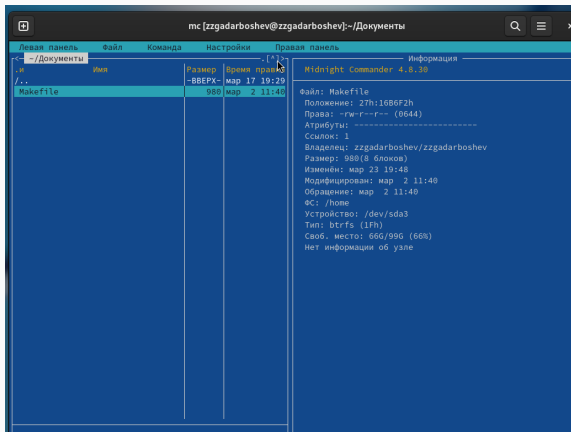 mc [zzgadarboshev@zzgadarboshev]:~/Документы
Левая панель Файл Команда Настройки Правая панель
<─ ~/Документы .[^]>
.и Имя Размер Время правки
/.. -ВВЕРХ- мар 17 19:29
Makefile 980 мар 2 11:40
Информация
Midnight Commander 4.8.30
Файл: Makefile
Положение: 27h:16B6F2h
Права: -rw-r--r-- (0644)
Атрибуты: ------------------------
Ссылок: 1
Владелец: zzgadarboshev/zzgadarboshev
Размер: 980(8 блоков)
Изменён: мар 23 19:48
Модифицирован: мар 2 11:40
Обращение: мар 2 11:40
ФС: /home
Устройство: /dev/sda3
Тип: btrfs (1Fh)
Своб. место: 66G/99G (66%)
Нет информации об узле